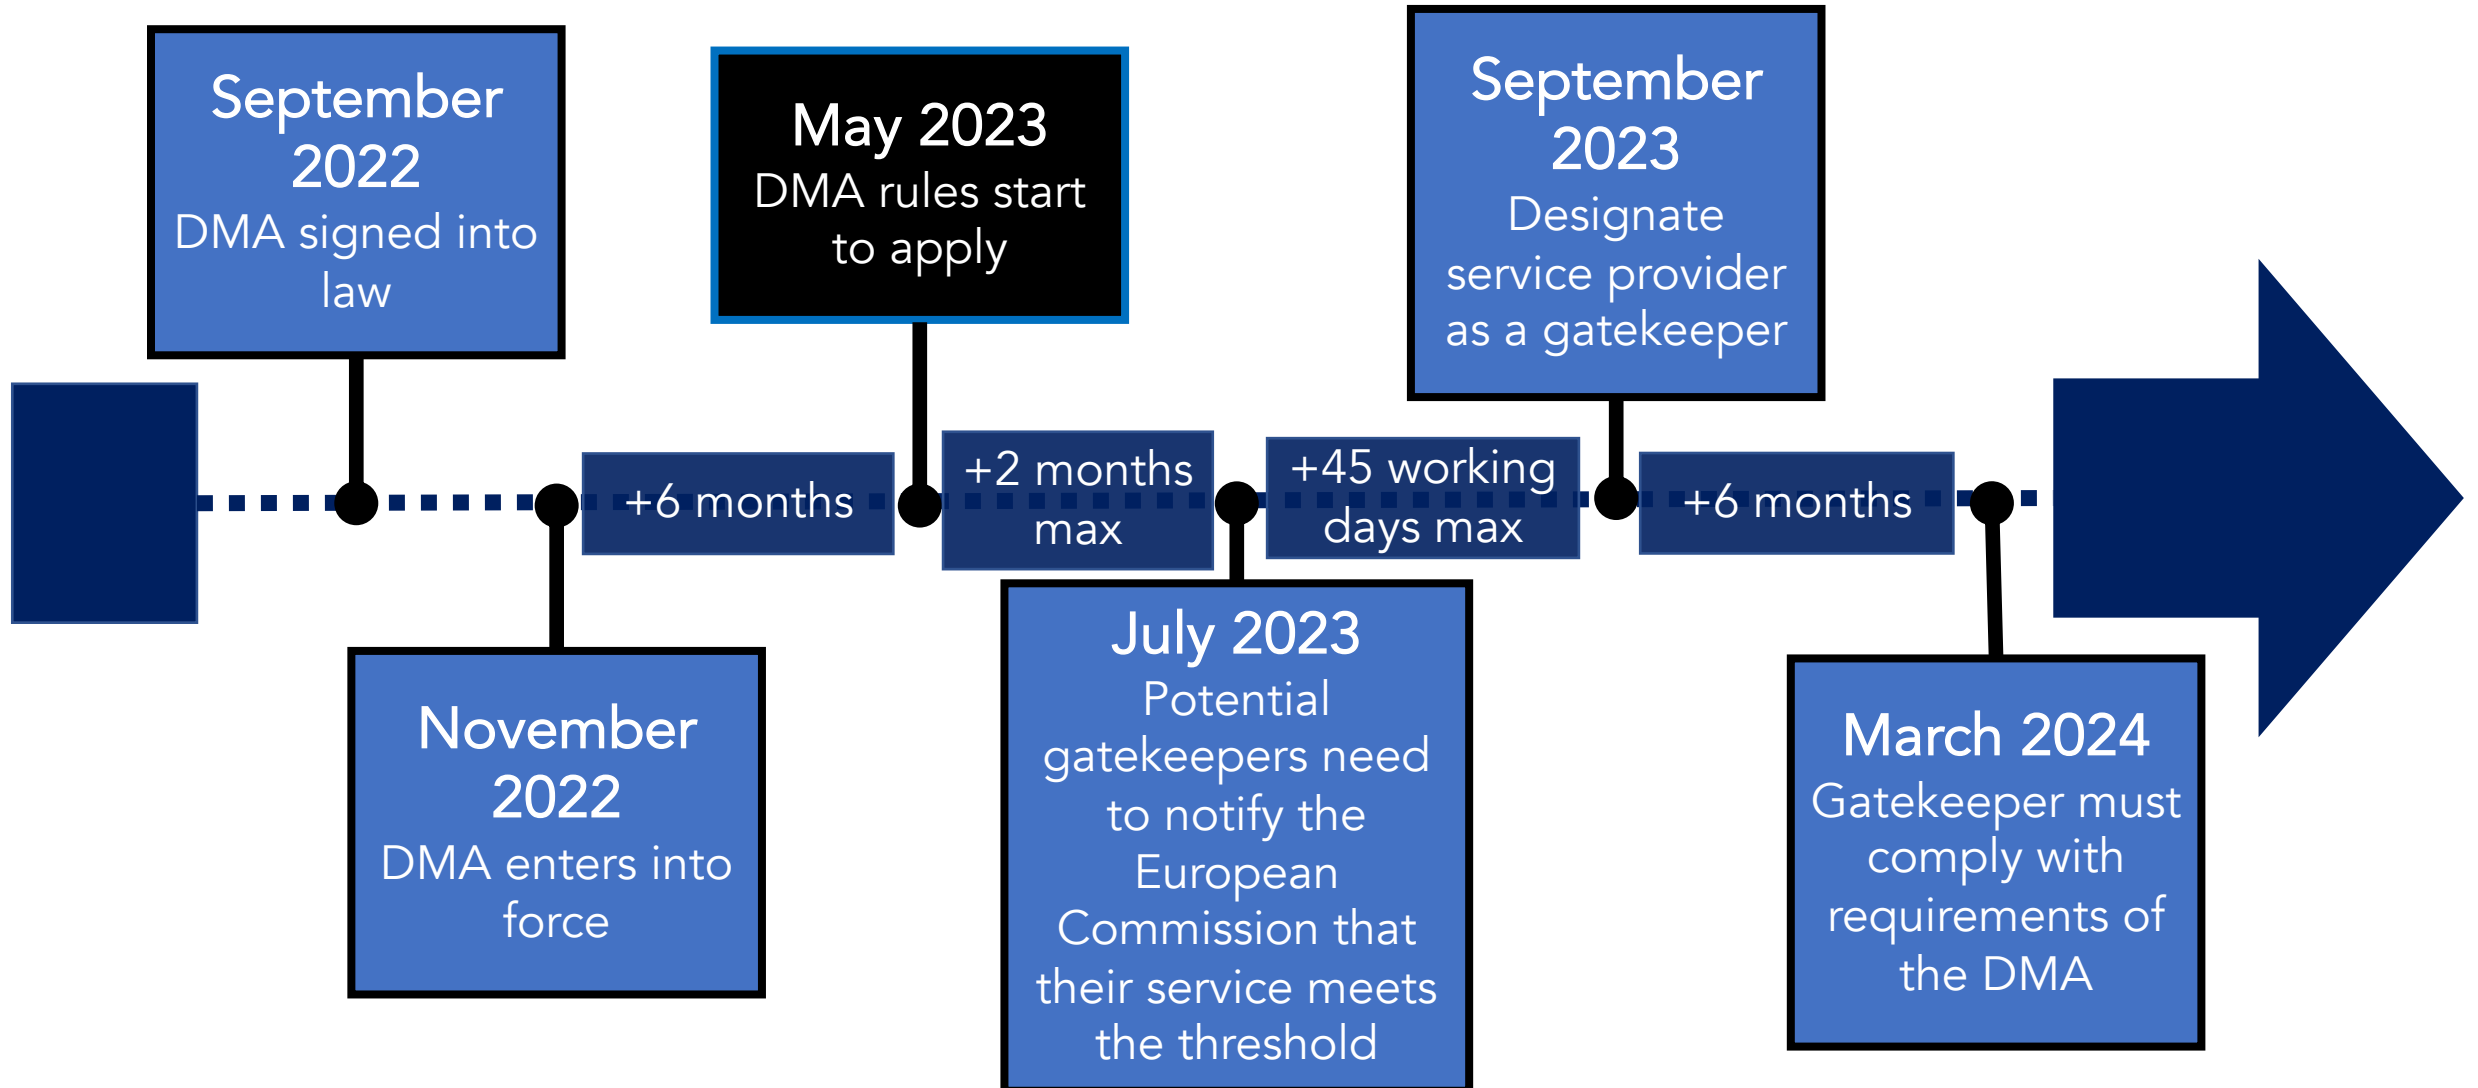 September
2022
DMA signed into
law
November
2022
DMA enters into
force
+6 months
May 2023
DMA rules start
to apply
+2 months
max
July 2023
Potential
gatekeepers need
to notify the
European
Commission that
their service meets
the threshold
+45 working
days max
September
2023
Designate
service provider
as a gatekeeper
+6 months
March 2024
Gatekeeper must
comply with
requirements of
the DMA